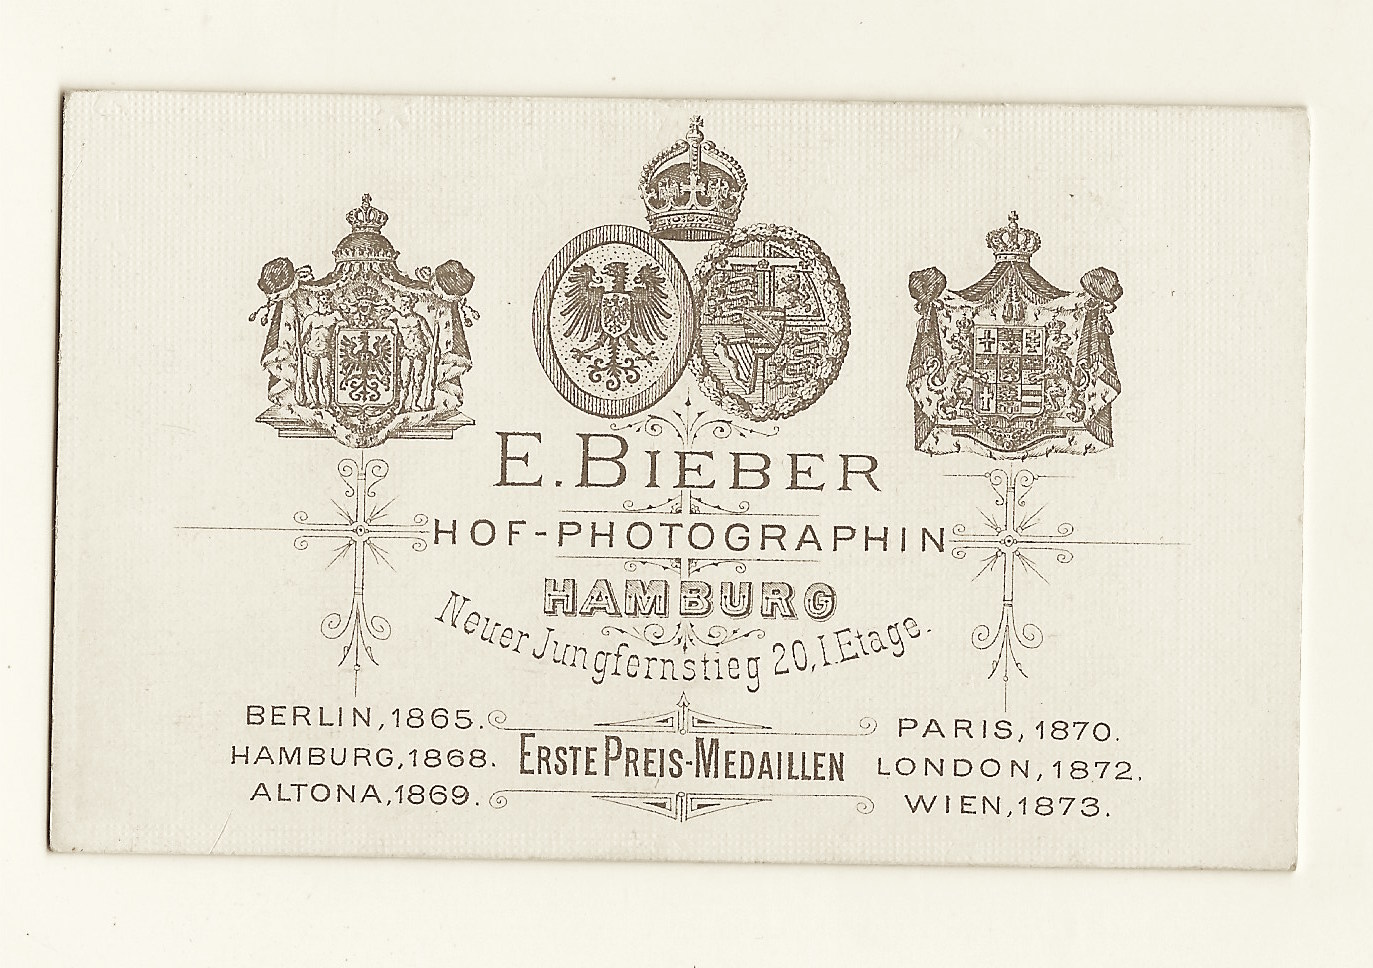 E. BIEBER
HOF-PHOTOGRAPHIN
HAMBURG
Neuer Jungfernstieg 20, I. Etage.
BERLIN, 1865.
HAMBURG, 1868.
ALTONA, 1869.
ERSTE PREIS-MEDAILLEN
PARIS, 1870.
LONDON, 1872.
WIEN, 1873.